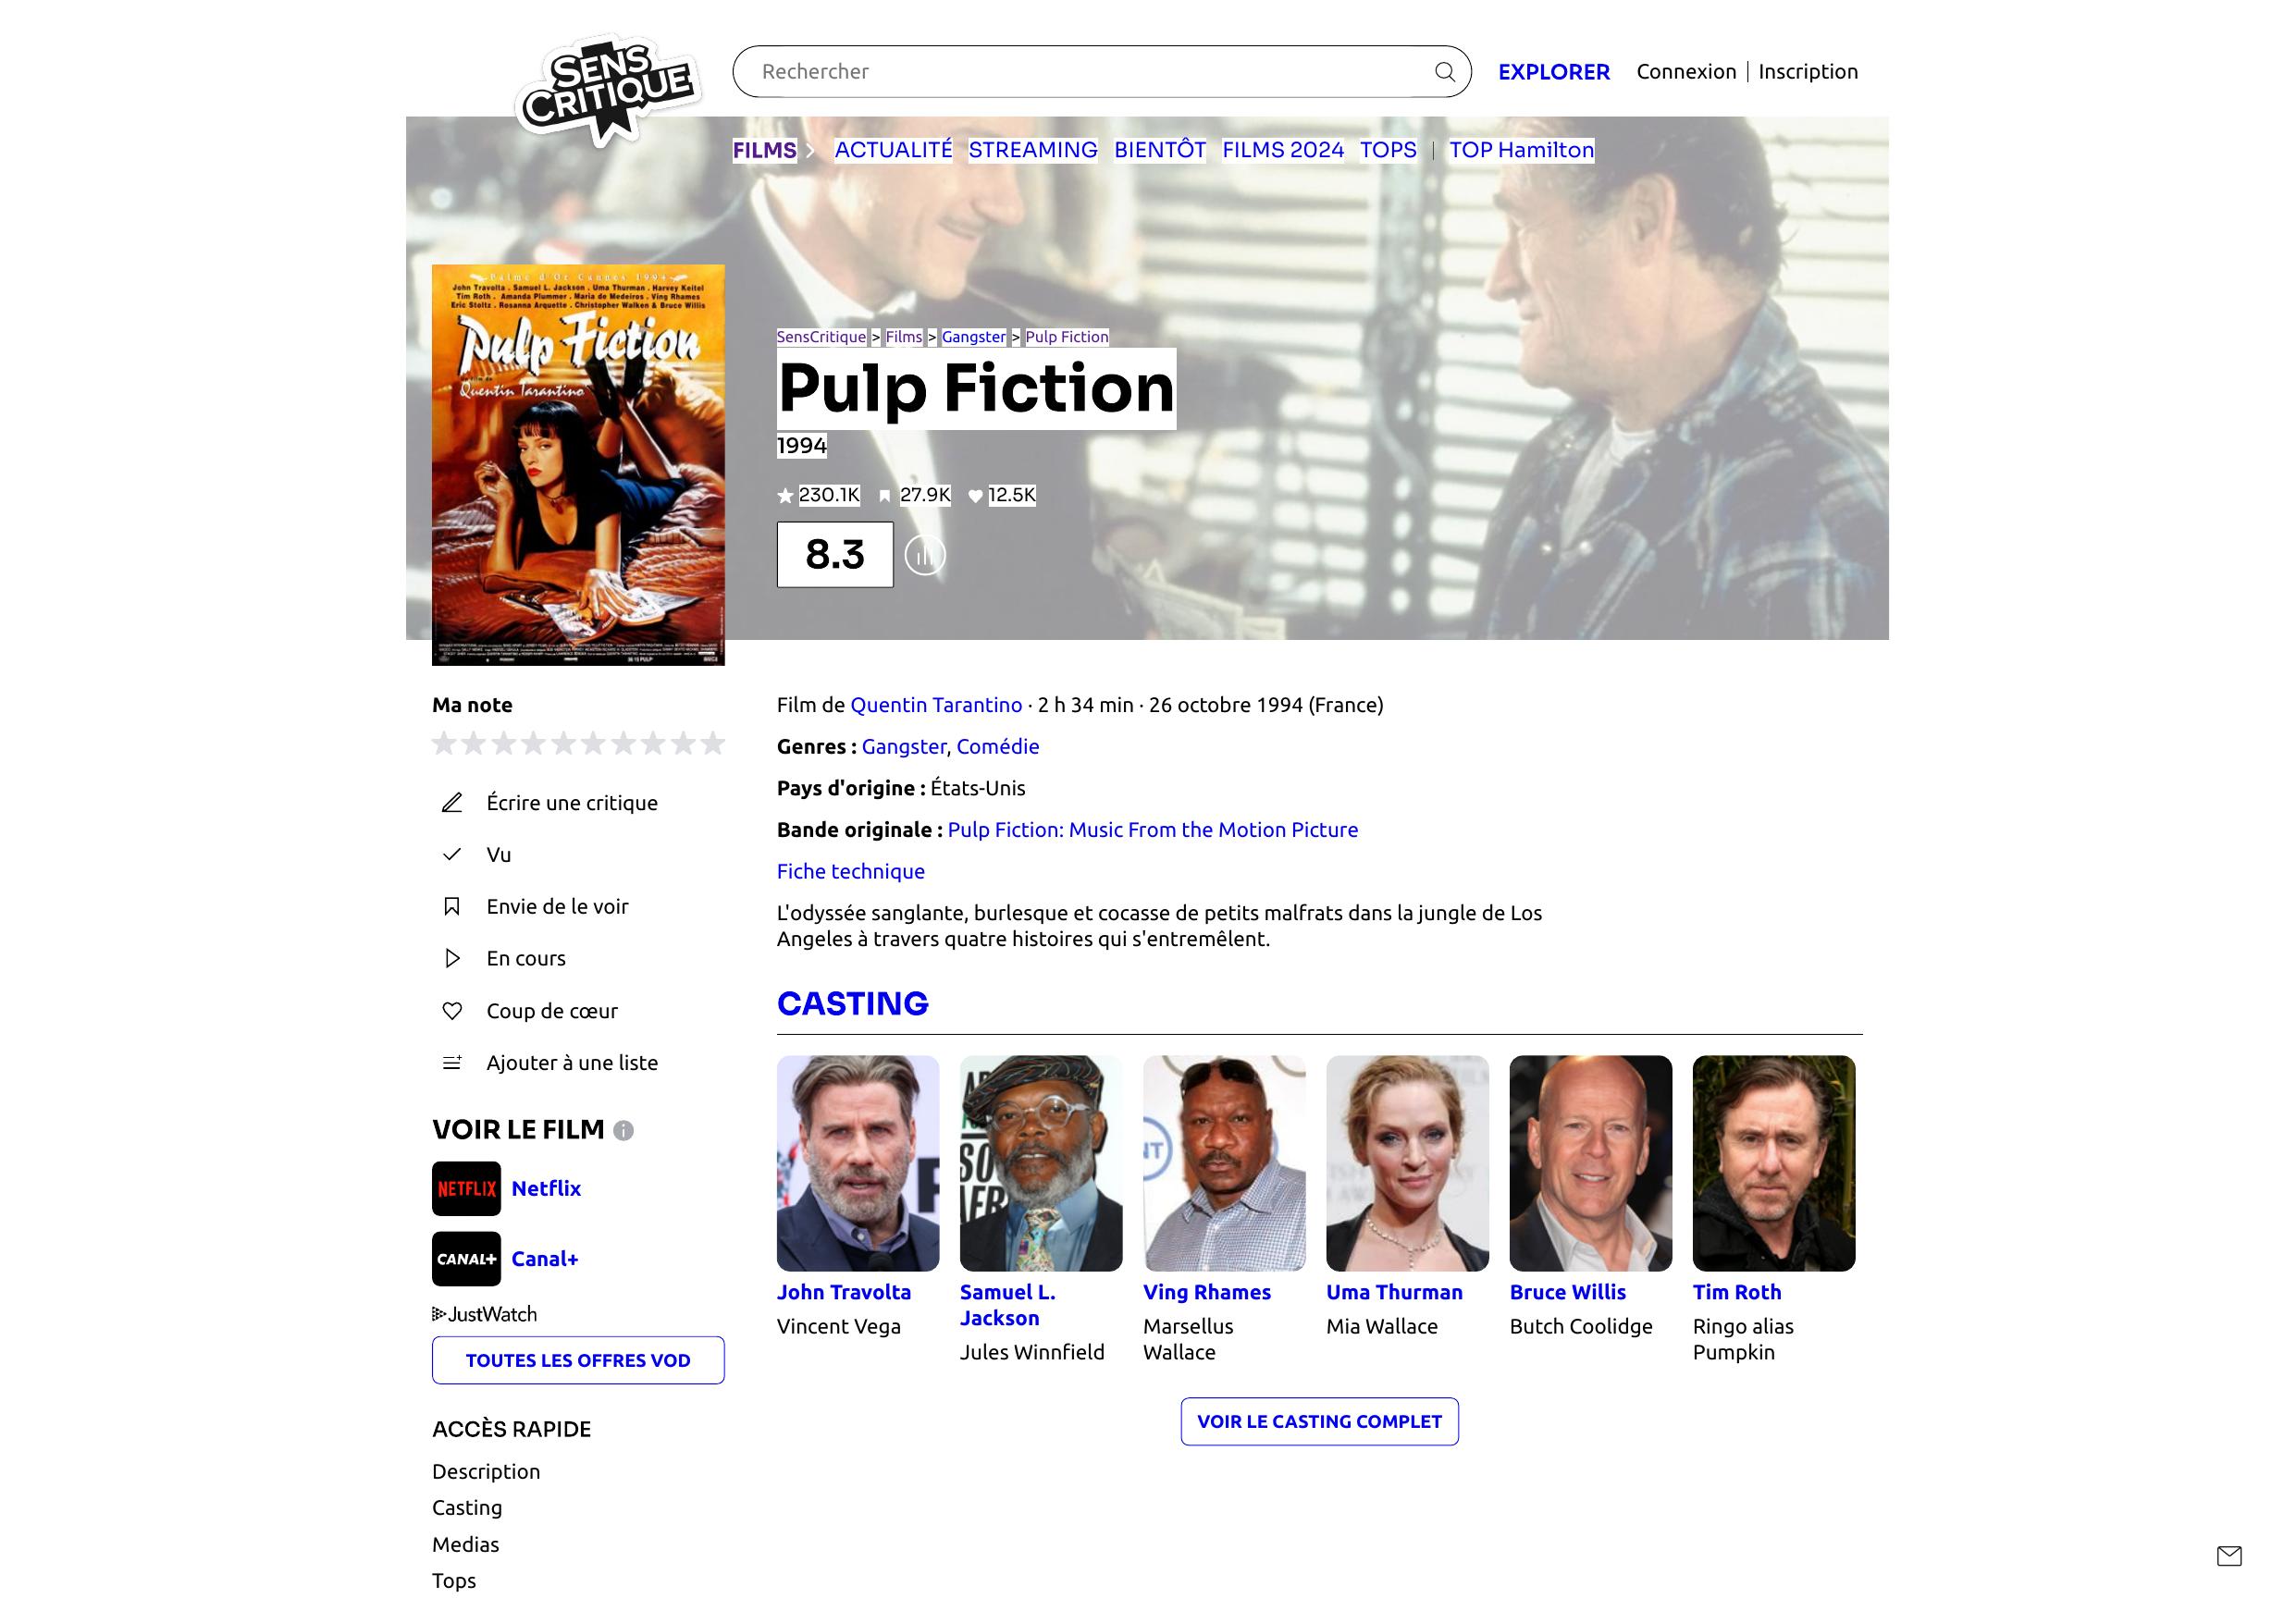 SENS
CRITIQUE
Rechercher
EXPLORER
Connexion
Inscription
FILMS
ACTUALITÉ
STREAMING
BIENTÔT
FILMS 2024
TOPS
TOP Hamilton
Palme d'Or Cannes 1994
John Travolta . Samuel L. Jackson . Uma Thurman . Harvey Keitel
Tim Roth . Amanda Plummer . Maria de Medeiros . Ving Rhames
Eric Stoltz . Rosanna Arquette . Christopher Walken & Bruce Willis
Pulp Fiction
Quentin Tarantino
SensCritique > Films > Gangster > Pulp Fiction
Pulp Fiction
1994
230.1K 27.9K 12.5K
8.3
Ma note
Écrire une critique
Vu
Envie de le voir
En cours
Coup de cœur
Ajouter à une liste
VOIR LE FILM
NETFLIX Netflix
CANAL+ Canal+
JustWatch
TOUTES LES OFFRES VOD
ACCÈS RAPIDE
Description
Casting
Medias
Tops
Film de Quentin Tarantino · 2 h 34 min · 26 octobre 1994 (France)
Genres : Gangster, Comédie
Pays d'origine : États-Unis
Bande originale : Pulp Fiction: Music From the Motion Picture
Fiche technique
L'odyssée sanglante, burlesque et cocasse de petits malfrats dans la jungle de Los
Angeles à travers quatre histoires qui s'entremêlent.
CASTING
John Travolta
Vincent Vega
Samuel L.
Jackson
Jules Winnfield
Ving Rhames
Marsellus
Wallace
Uma Thurman
Mia Wallace
Bruce Willis
Butch Coolidge
Tim Roth
Ringo alias
Pumpkin
VOIR LE CASTING COMPLET